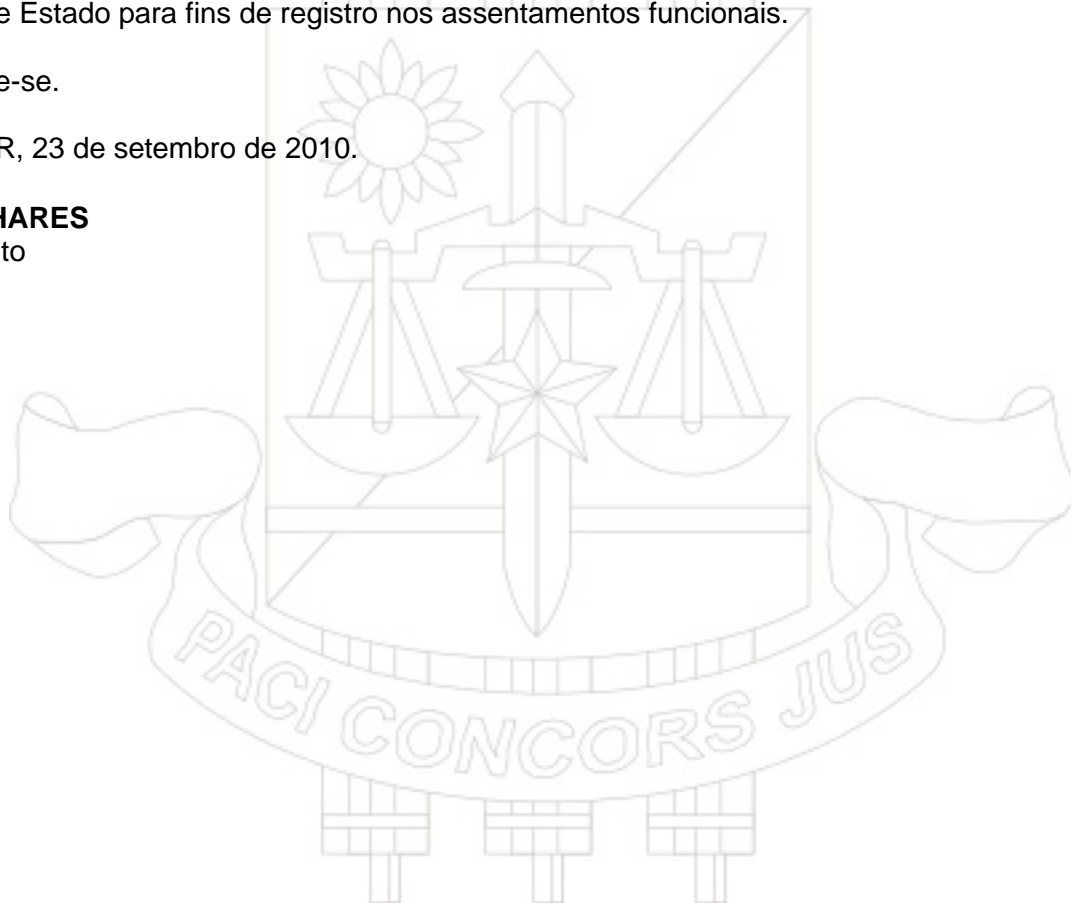 e Estado para fins de registro nos assentamentos funcionais.
e-se.
R, 23 de setembro de 2010.
HARES
to
PACI CONCORS JUS